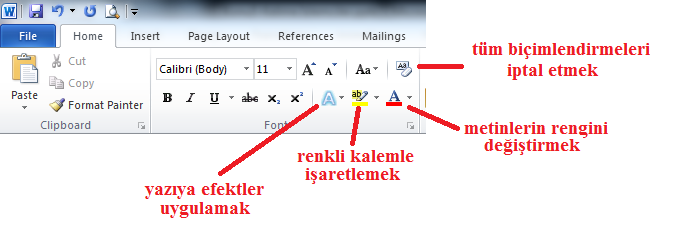 File Home Insert Page Layout References Mailings
Cut
Copy
Format Painter
Paste
Clipboard
Calibri (Body) 11 A A Aa
B I U abc X₂ X² A ab A
Font
tüm biçimlendirmeleri
iptal etmek
metinlerin rengini
değiştirmek
renkli kalemle
işaretlemek
yazıya efektler
uygulamak